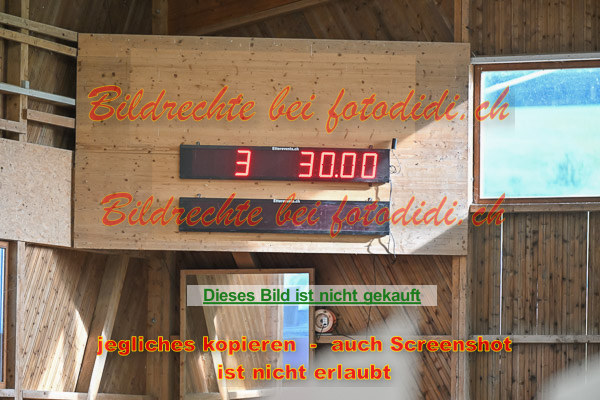 Bildrechte bei fotodidi.ch
3 30.00
Bildrechte bei fotodidi.ch
Dieses Bild ist nicht gekauft
jegliches kopieren - auch Screenshot
ist nicht erlaubt